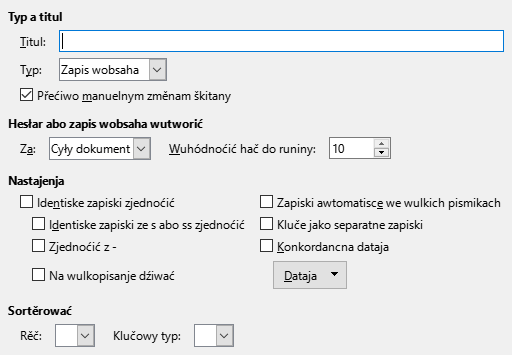 Typ a titul
Titul:
Typ: Zapis wobsaha
Přećiwo manuelnym změnam škitany
Hesłar abo zapis wobsaha wutworić
Za: Cyły dokument Wuhódnoćić hač do runiny: 10
Nastajenja
Identiske zapiski zjednoćić Zapiski awtomatisce we wulkich pismikach
Identiske zapiski ze s abo ss zjednoćić Kluče jako separatne zapiski
Zjednoćić z - Konkordancna dataja
Na wulkopisanje dźiwać Dataja
Sortěrować
Rěč: Klučowy typ: